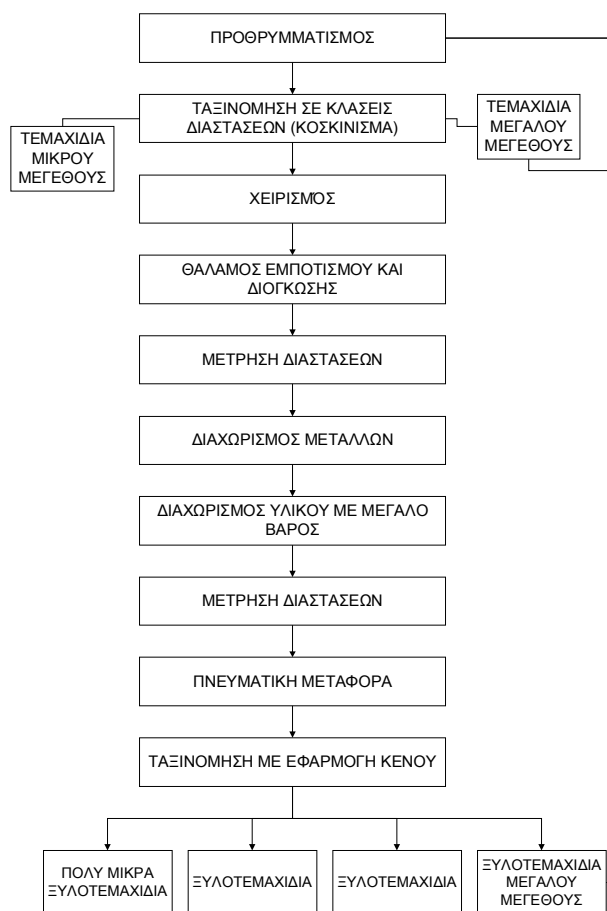 ΠΡΟΘΡΥΜΜΑΤΙΣΜΟΣ
ΤΑΞΙΝΟΜΗΣΗ ΣΕ ΚΛΑΣΕΙΣ
ΔΙΑΣΤΑΣΕΩΝ (ΚΟΣΚΙΝΙΣΜΑ)
ΤΕΜΑΧΙΔΙΑ
ΜΙΚΡΟΥ
ΜΕΓΕΘΟΥΣ
ΤΕΜΑΧΙΔΙΑ
ΜΕΓΑΛΟΥ
ΜΕΓΕΘΟΥΣ
ΧΕΙΡΙΣΜΌΣ
ΘΑΛΑΜΟΣ ΕΜΠΟΤΙΣΜΟΥ ΚΑΙ
ΔΙΟΓΚΩΣΗΣ
ΜΕΤΡΗΣΗ ΔΙΑΣΤΑΣΕΩΝ
ΔΙΑΧΩΡΙΣΜΟΣ ΜΕΤΑΛΛΩΝ
ΔΙΑΧΩΡΙΣΜΟΣ ΥΛΙΚΟΥ ΜΕ ΜΕΓΑΛΟ
ΒΑΡΟΣ
ΜΕΤΡΗΣΗ ΔΙΑΣΤΑΣΕΩΝ
ΠΝΕΥΜΑΤΙΚΗ ΜΕΤΑΦΟΡΑ
ΤΑΞΙΝΟΜΗΣΗ ΜΕ ΕΦΑΡΜΟΓΗ ΚΕΝΟΥ
ΠΟΛΥ ΜΙΚΡΑ
ΞΥΛΟΤΕΜΑΧΙΔΙΑ
ΞΥΛΟΤΕΜΑΧΙΔΙΑ
ΞΥΛΟΤΕΜΑΧΙΔΙΑ
ΞΥΛΟΤΕΜΑΧΙΔΙΑ
ΜΕΓΑΛΟΥ
ΜΕΓΕΘΟΥΣ